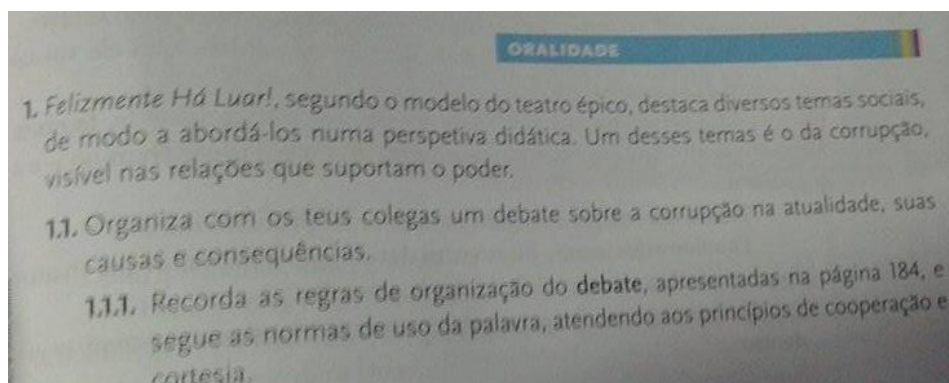 ORALIDADE
1. Felizmente Há Luar!, segundo o modelo do teatro épico, destaca diversos temas sociais,
de modo a abordá-los numa perspetiva didática. Um desses temas é o da corrupção,
visível nas relações que suportam o poder.
1.1. Organiza com os teus colegas um debate sobre a corrupção na atualidade, suas
causas e consequências.
1.1.1. Recorda as regras de organização do debate, apresentadas na página 184, e
segue as normas de uso da palavra, atendendo aos princípios de cooperação e
cortesia.